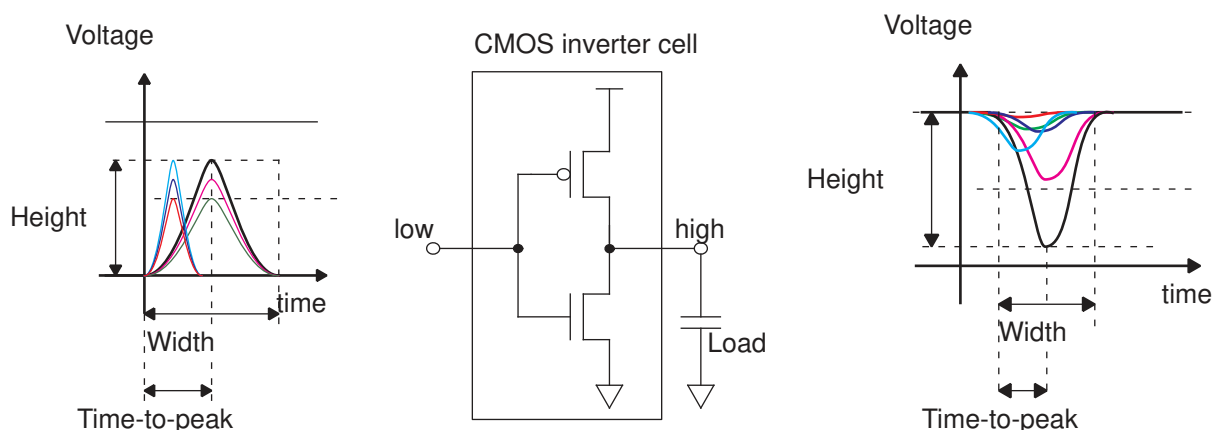 Voltage
Height
time
Width
Time-to-peak
CMOS inverter cell
low
high
Load
Voltage
Height
time
Width
Time-to-peak